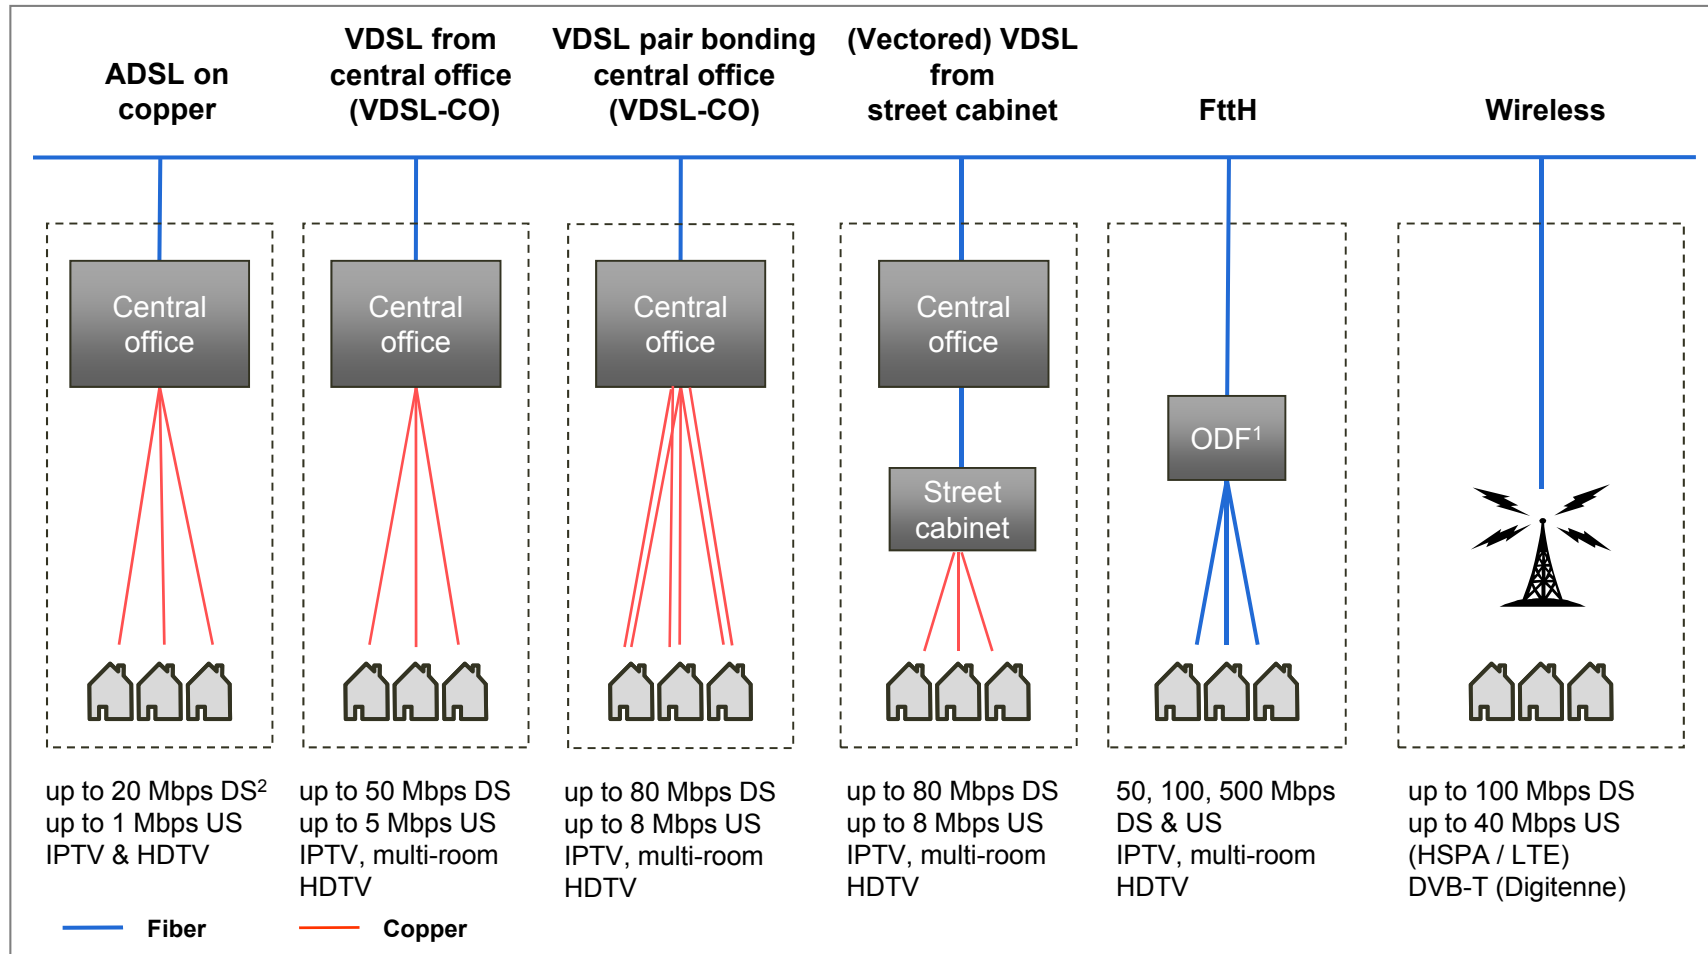 ADSL on
copper
VDSL from
central office
(VDSL-CO)
VDSL pair bonding
central office
(VDSL-CO)
(Vectored) VDSL
from
street cabinet
FttH
Wireless
Central
office
Central
office
Central
office
Central
office
Street
cabinet
ODF¹
up to 20 Mbps DS²
up to 1 Mbps US
IPTV & HDTV
up to 50 Mbps DS
up to 5 Mbps US
IPTV, multi-room
HDTV
up to 80 Mbps DS
up to 8 Mbps US
IPTV, multi-room
HDTV
up to 80 Mbps DS
up to 8 Mbps US
IPTV, multi-room
HDTV
50, 100, 500 Mbps
DS & US
IPTV, multi-room
HDTV
up to 100 Mbps DS
up to 40 Mbps US
(HSPA / LTE)
DVB-T (Digitenne)
Fiber
Copper